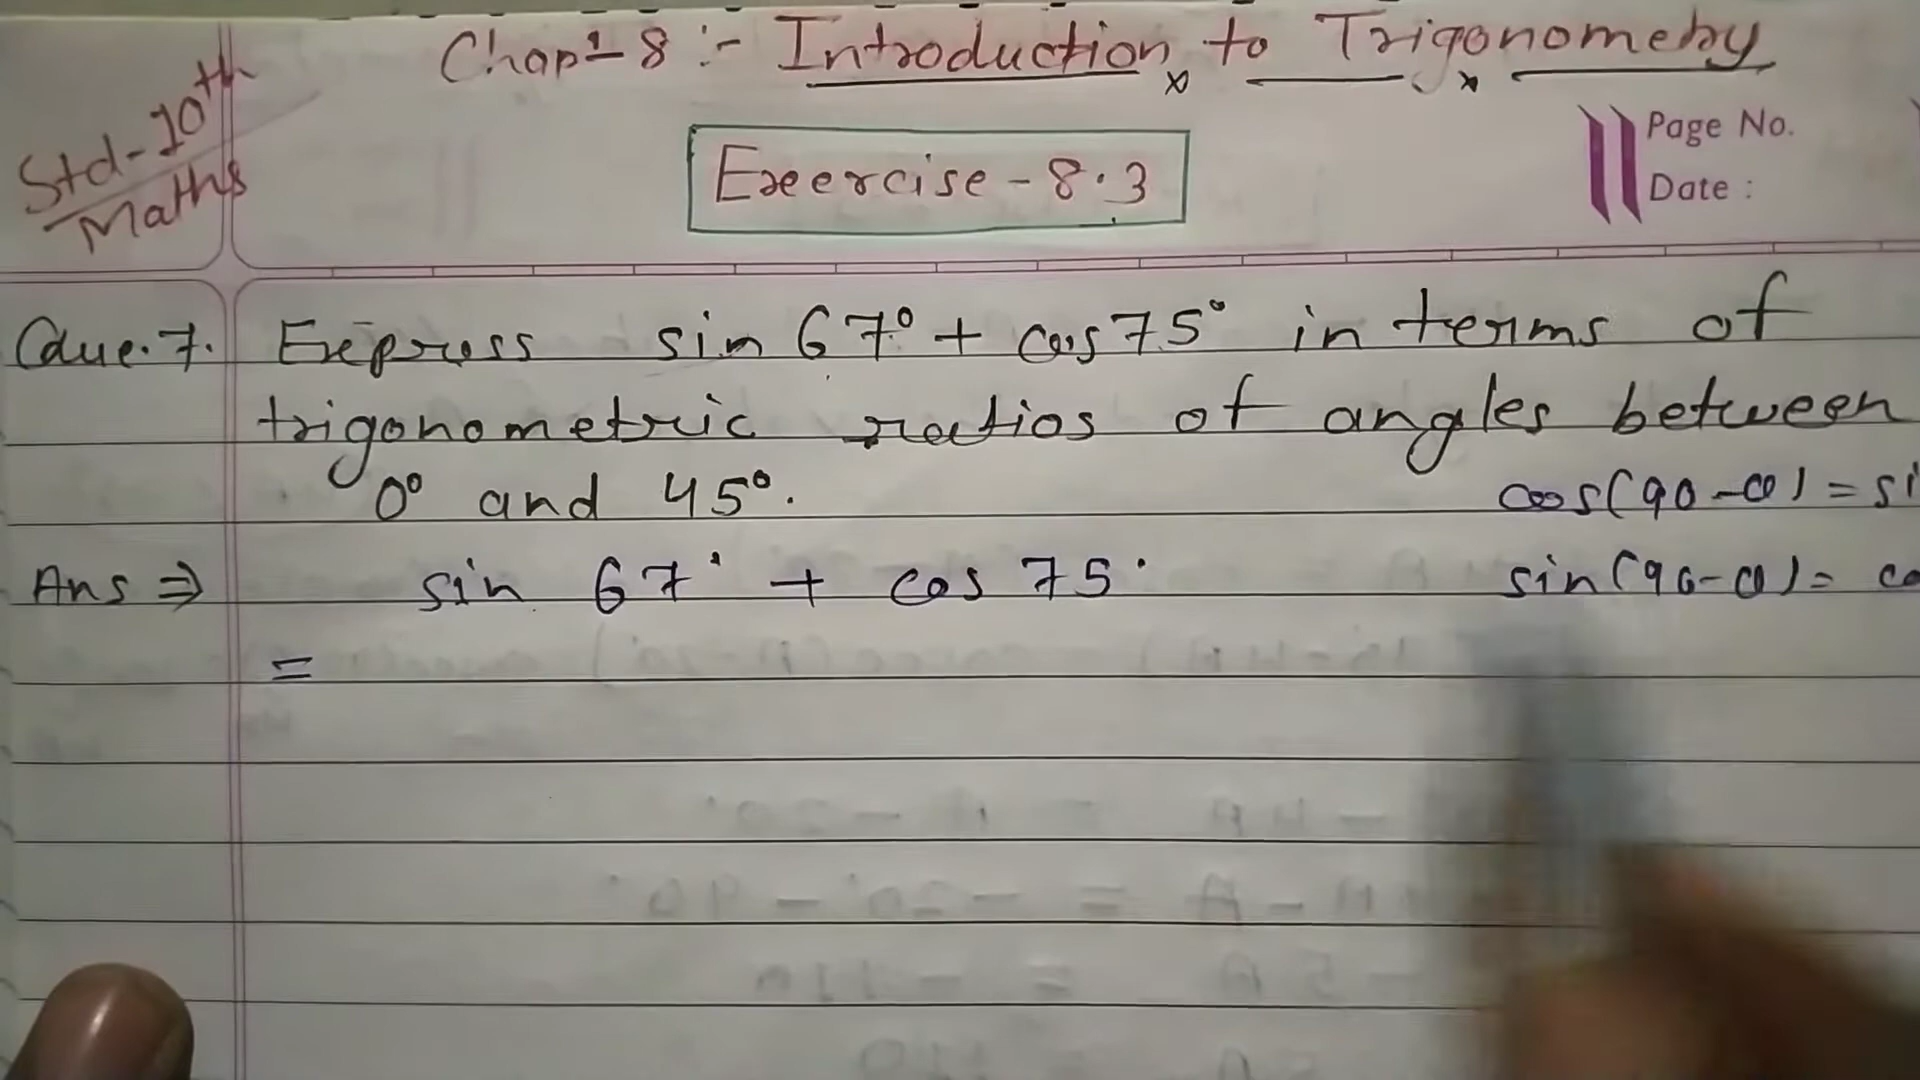 Chapt-8 :- Introduction to Trigonometry
Std-10th
Maths
Exercise-8.3
Page No.
Date :
Que.7. Express sin 67° + cos 75° in terms of
trigonometric ratios of angles between
0° and 45°.
cos(90-θ) = si
Ans ⇒ sin 67° + cos 75°
sin(90-θ) = co
=